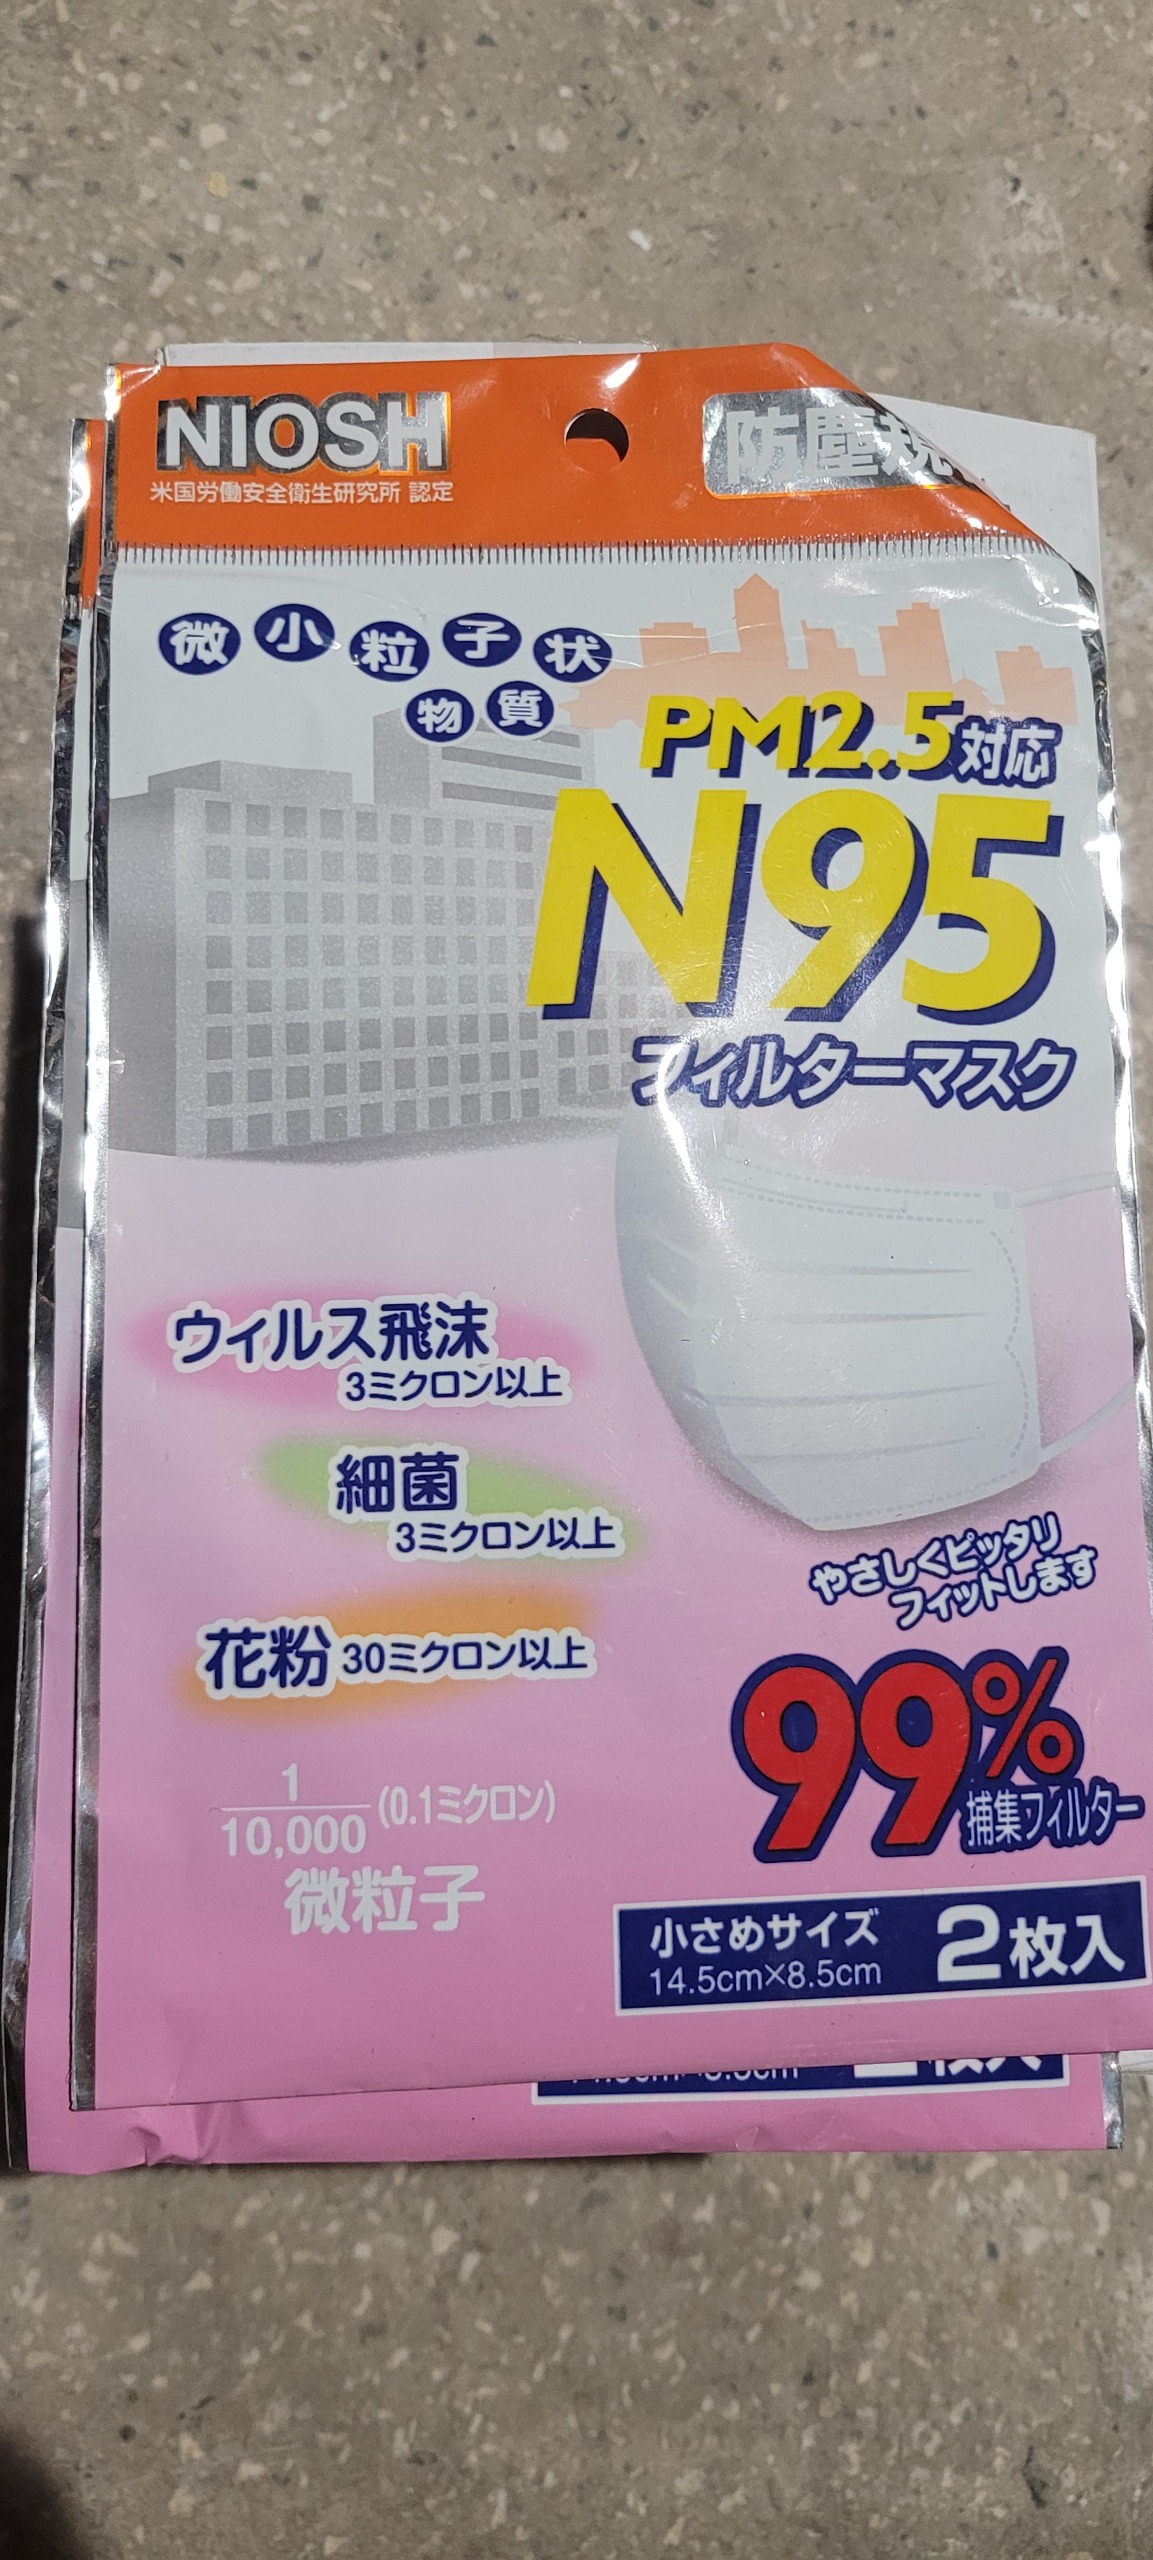 NIOSH
米国労働安全衛生研究所 認定
防塵規
微小粒子状
物質
PM2.5対応
N95
フィルターマスク
ウィルス飛沫
3ミクロン以上
細菌
3ミクロン以上
花粉 30ミクロン以上
1
10,000
(0.1ミクロン)
微粒子
やさしくピッタリ
フィットします
99%
捕集フィルター
小さめサイズ
14.5cm×8.5cm
2枚入